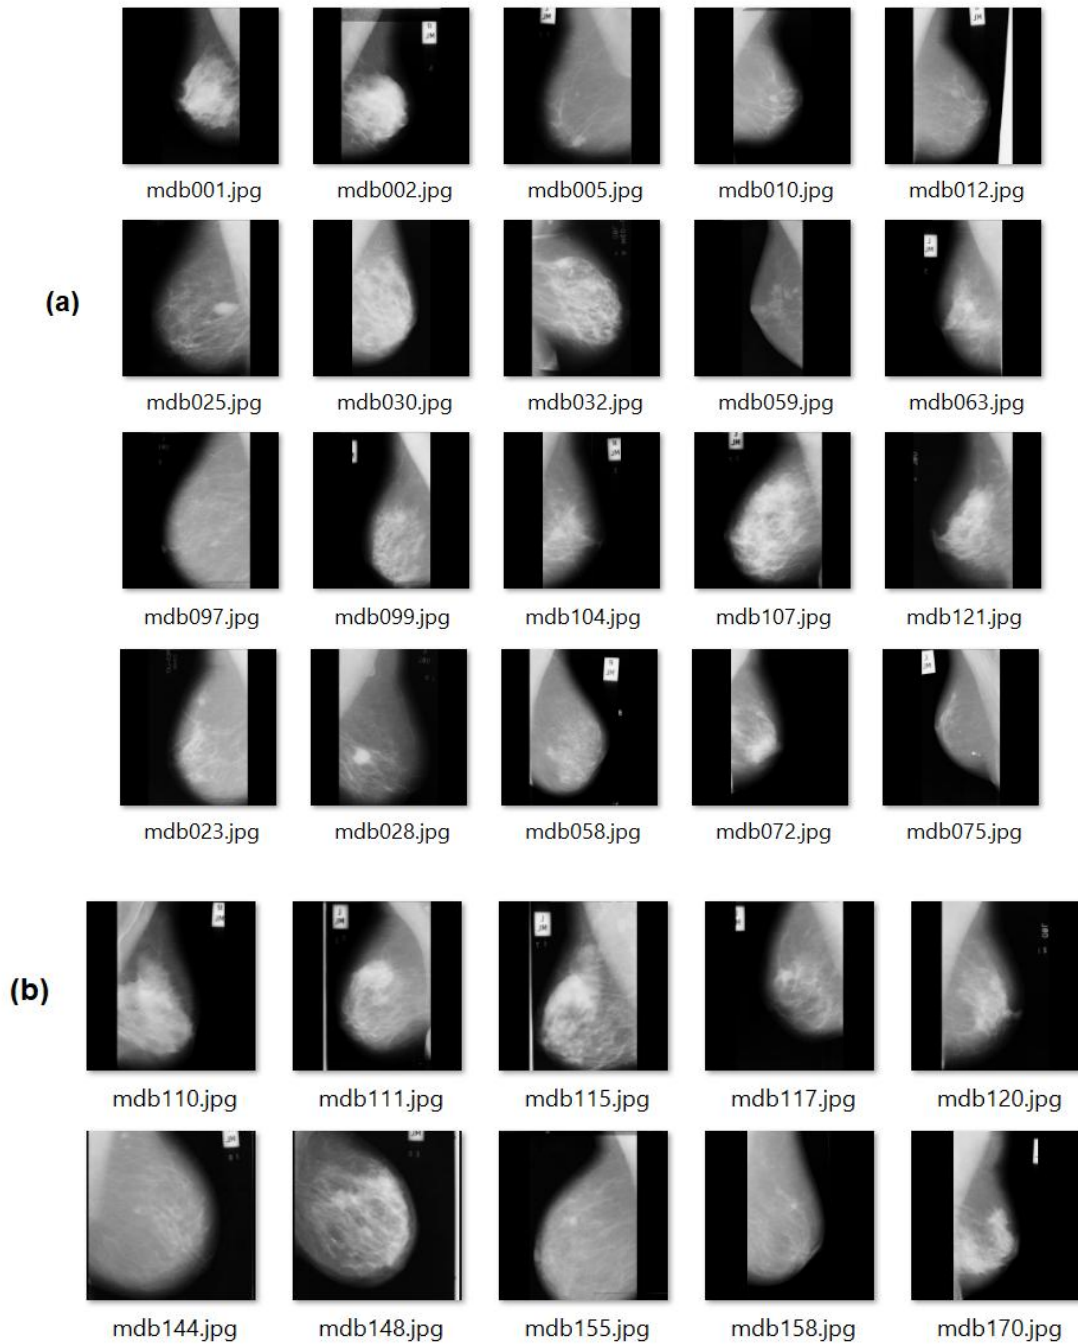 mdb001.jpg mdb002.jpg mdb005.jpg mdb010.jpg mdb012.jpg
(a)
mdb025.jpg mdb030.jpg mdb032.jpg mdb059.jpg mdb063.jpg
mdb097.jpg mdb099.jpg mdb104.jpg mdb107.jpg mdb121.jpg
mdb023.jpg mdb028.jpg mdb058.jpg mdb072.jpg mdb075.jpg
(b)
mdb110.jpg mdb111.jpg mdb115.jpg mdb117.jpg mdb120.jpg
mdb144.jpg mdb148.jpg mdb155.jpg mdb158.jpg mdb170.jpg